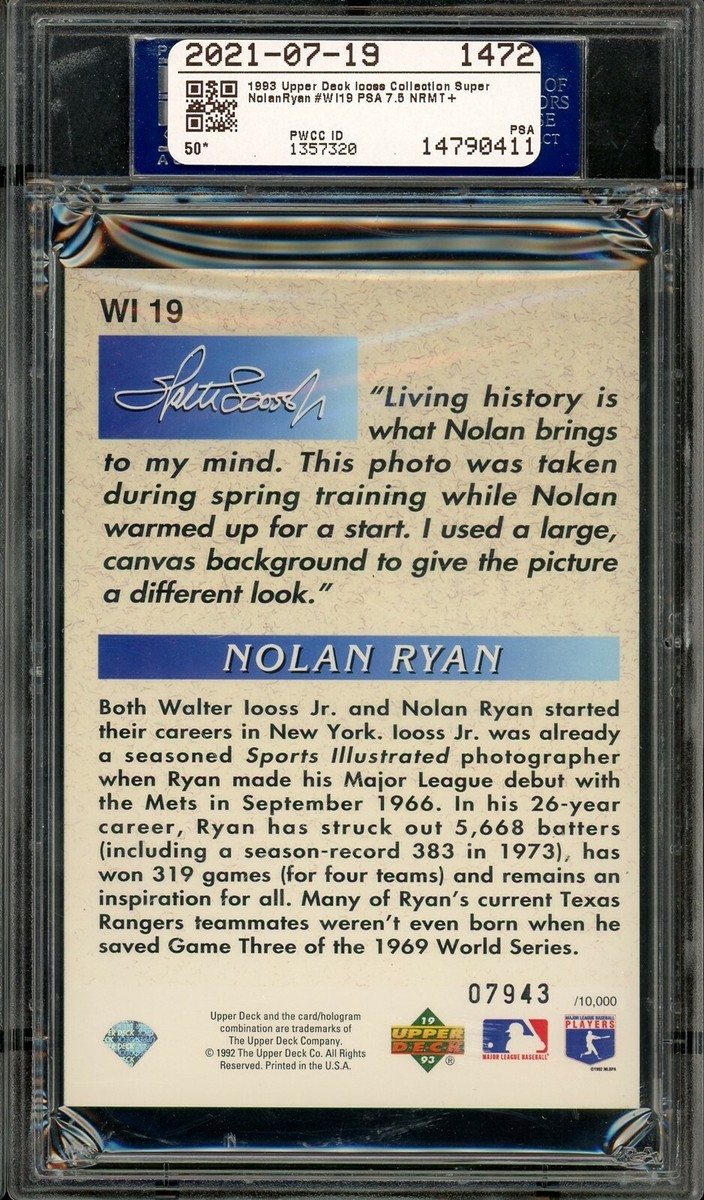 2021-07-19 1472
1993 Upper Deck Iooss Collection Super
NolanRyan #WI19 PSA 7.5 NRMT+
PWCC ID
PSA
50*
1357320
14790411
OF
ORS
SE
CT
WI 19
"Living history is
what Nolan brings
to my mind. This photo was taken
during spring training while Nolan
warmed up for a start. I used a large,
canvas background to give the picture
a different look."
NOLAN RYAN
Both Walter Iooss Jr. and Nolan Ryan started
their careers in New York. Iooss Jr. was already
a seasoned Sports Illustrated photographer
when Ryan made his Major League debut with
the Mets in September 1966. In his 26-year
career, Ryan has struck out 5,668 batters
(including a season-record 383 in 1973), has
won 319 games (for four teams) and remains an
inspiration for all. Many of Ryan's current Texas
Rangers teammates weren't even born when he
saved Game Three of the 1969 World Series.
07943 /10,000
Upper Deck and the card/hologram
combination are trademarks of
The Upper Deck Company.
© 1992 The Upper Deck Co. All Rights
Reserved. Printed in the U.S.A.
19
UPPER
DECK
93 ®
MAJOR LEAGUE BASEBALL
MAJOR LEAGUE BASEBALL
PLAYERS
©1992 MLBPA